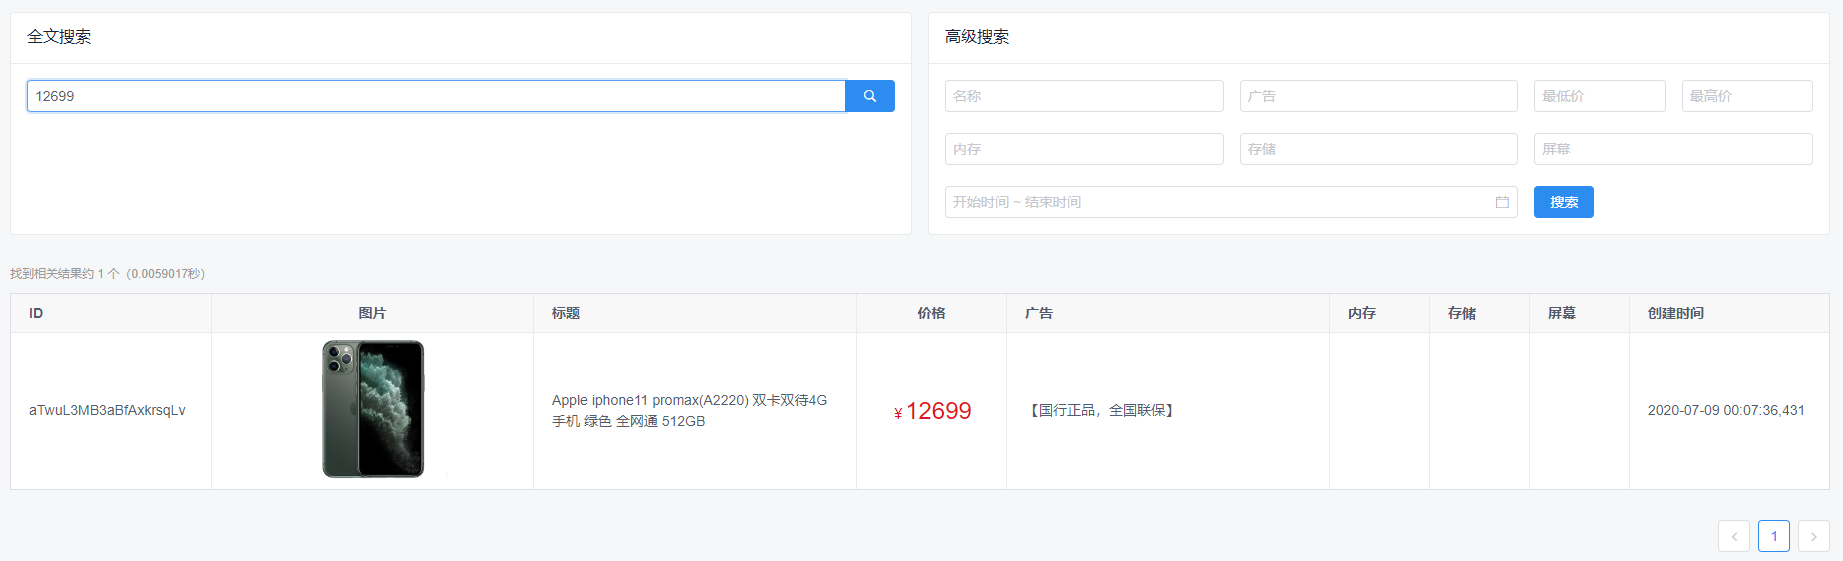 全文搜索
12699
高级搜索
名称 广告 最低价 最高价
内存 存储 屏幕
开始时间 ~ 结束时间 搜索
找到相关结果约 1 个（0.0059017秒）
ID 图片 标题 价格 广告 内存 存储 屏幕 创建时间
aTwuL3MB3aBfAxkrsqLv
Apple iphone11 promax(A2220) 双卡双待4G
手机 绿色 全网通 512GB
¥12699
【国行正品，全国联保】
2020-07-09 00:07:36,431
1